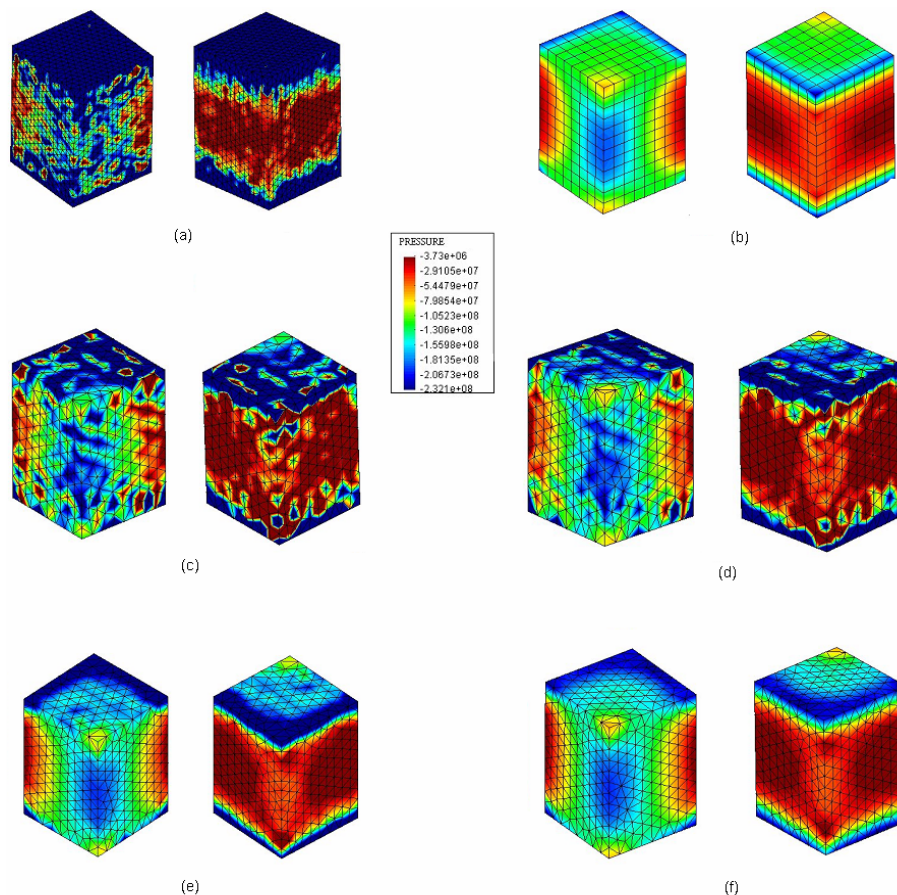 (a)
(b)
PRESSURE
-3.73e+06
-2.9105e+07
-5.4479e+07
-7.9854e+07
-1.0523e+08
-1.306e+08
-1.5598e+08
-1.8135e+08
-2.0673e+08
-2.321e+08
(c)
(d)
(e)
(f)